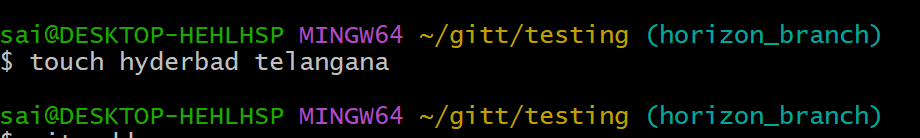 sai@DESKTOP-HEHLHSP MINGW64 ~/gitt/testing (horizon_branch)
$ touch hyderbad telangana
sai@DESKTOP-HEHLHSP MINGW64 ~/gitt/testing (horizon_branch)